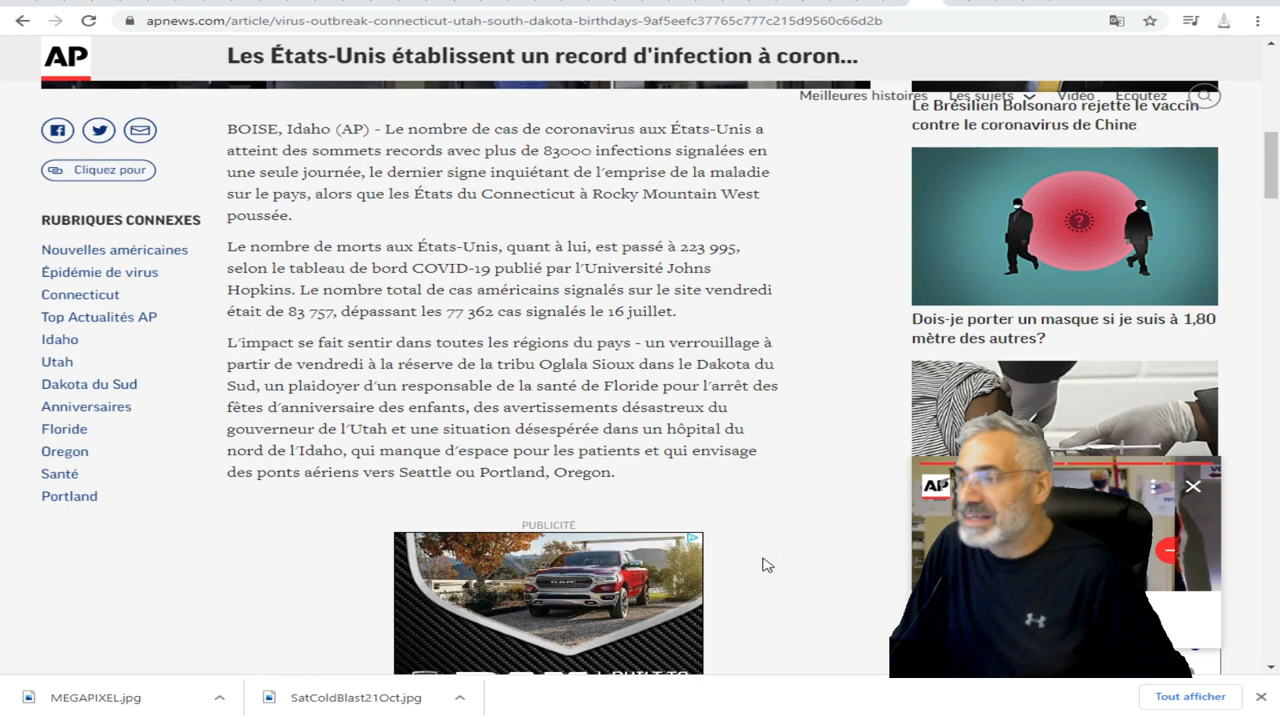 apnews.com/article/virus-outbreak-connecticut-utah-south-dakota-birthdays-9af5eefc37765c777c215d9560c66d2b
AP
Les États-Unis établissent un record d'infection à coron...
Meilleures histoires
Les sujets
Vidéo
Écoutez
Cliquez pour
RUBRIQUES CONNEXES
Nouvelles américaines
Épidémie de virus
Connecticut
Top Actualités AP
Idaho
Utah
Dakota du Sud
Anniversaires
Floride
Oregon
Santé
Portland
BOISE, Idaho (AP) - Le nombre de cas de coronavirus aux États-Unis a
atteint des sommets records avec plus de 83000 infections signalées en
une seule journée, le dernier signe inquiétant de l'emprise de la maladie
sur le pays, alors que les États du Connecticut à Rocky Mountain West
poussée.
Le nombre de morts aux États-Unis, quant à lui, est passé à 223 995,
selon le tableau de bord COVID-19 publié par l'Université Johns
Hopkins. Le nombre total de cas américains signalés sur le site vendredi
était de 83 757, dépassant les 77 362 cas signalés le 16 juillet.
L'impact se fait sentir dans toutes les régions du pays - un verrouillage à
partir de vendredi à la réserve de la tribu Oglala Sioux dans le Dakota du
Sud, un plaidoyer d'un responsable de la santé de Floride pour l'arrêt des
fêtes d'anniversaire des enfants, des avertissements désastreux du
gouverneur de l'Utah et une situation désespérée dans un hôpital du
nord de l'Idaho, qui manque d'espace pour les patients et qui envisage
des ponts aériens vers Seattle ou Portland, Oregon.
PUBLICITÉ
RAM
Le Brésilien Bolsonaro rejette le vaccin
contre le coronavirus de Chine
?
Dois-je porter un masque si je suis à 1,80
mètre des autres?
AP
MEGAPIXEL.jpg
SatColdBlast21Oct.jpg
Tout afficher